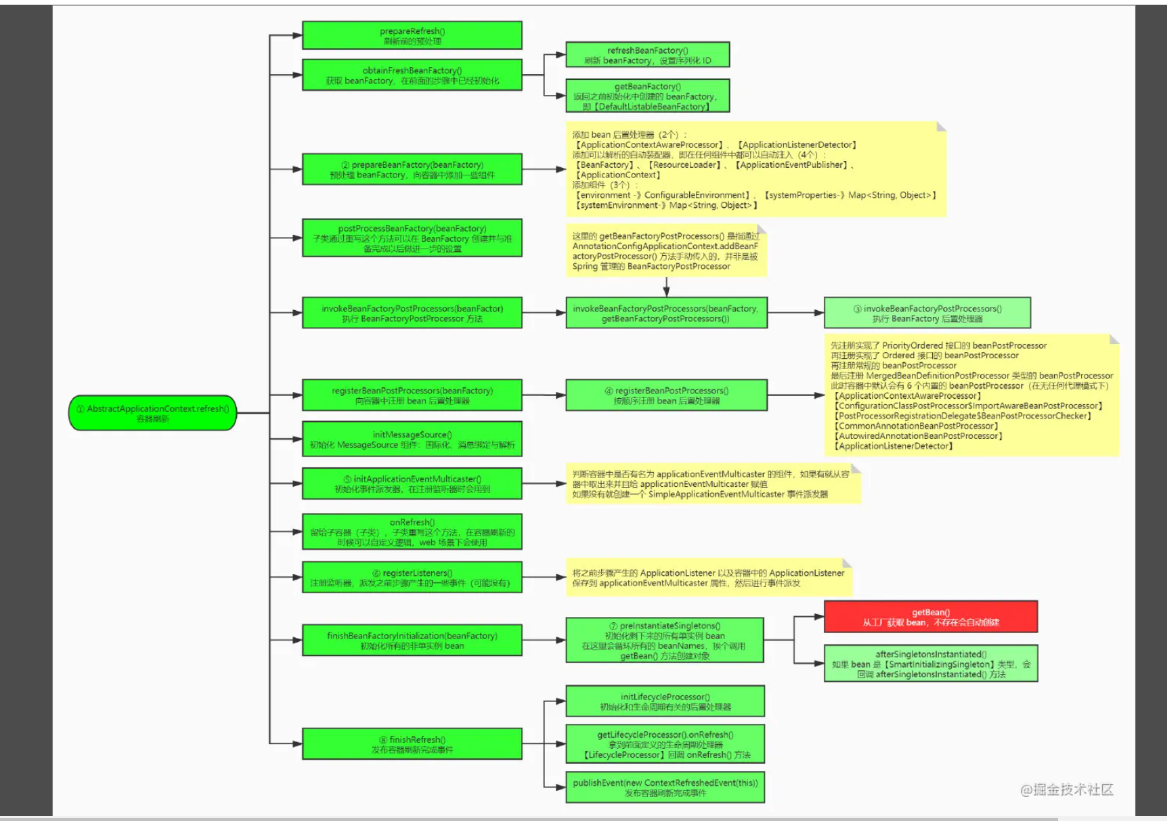 ① AbstractApplicationContext.refresh()
容器刷新
prepareRefresh()
刷新前的预处理
obtainFreshBeanFactory()
获取 beanFactory，在前面的步骤中已经初始化
refreshBeanFactory()
刷新 beanFactory，设置序列化 ID
getBeanFactory()
返回之前初始化中创建的 beanFactory，
即【DefaultListableBeanFactory】
② prepareBeanFactory(beanFactory)
预处理 beanFactory，向容器中添加一些组件
添加 bean 后置处理器（2个）：
【ApplicationContextAwareProcessor】、【ApplicationListenerDetector】
添加可以解析的自动装配器，即在任何组件中都可以自动注入（4个）：
【BeanFactory】、【ResourceLoader】、【ApplicationEventPublisher】、
【ApplicationContext】
添加组件（3个）：
【environment -》ConfigurableEnvironment】、【systemProperties-》Map<String, Object>】
【systemEnvironment-》Map<String, Object>】
postProcessBeanFactory(beanFactory)
子类通过重写这个方法可以在 BeanFactory 创建并与准
备完成以后做进一步的设置
这里的 getBeanFactoryPostProcessors() 是指通过
AnnotationConfigApplicationContext.addBeanF
actoryPostProcessor() 方法手动传入的，并非是被
Spring 管理的 BeanFactoryPostProcessor
invokeBeanFactoryPostProcessors(beanFactor)
执行 BeanFactoryPostProcessor 方法
invokeBeanFactoryPostProcessors(beanFactory,
getBeanFactoryPostProcessors())
③ invokeBeanFactoryPostProcessors()
执行 BeanFactory 后置处理器
registerBeanPostProcessors(beanFactory)
向容器中注册 bean 后置处理器
④ registerBeanPostProcessors()
按顺序注册 bean 后置处理器
先注册实现了 PriorityOrdered 接口的 beanPostProcessor
再注册实现了 Ordered 接口的 beanPostProcessor
再注册常规的 beanPostProcessor
最后注册 MergedBeanDefinitionPostProcessor 类型的 beanPostProcessor
此时容器中默认会有 6 个内置的 beanPostProcessor（在无任何代理模式下）
【ApplicationContextAwareProcessor】
【ConfigurationClassPostProcessor$ImportAwareBeanPostProcessor】
【PostProcessorRegistrationDelegate$BeanPostProcessorChecker】
【CommonAnnotationBeanPostProcessor】
【AutowiredAnnotationBeanPostProcessor】
【ApplicationListenerDetector】
initMessageSource()
初始化 MessageSource 组件：国际化、消息绑定与解析
⑤ initApplicationEventMulticaster()
初始化事件派发器，在注册监听器时会用到
判断容器中是否有名为 applicationEventMulticaster 的组件，如果有就从容
器中取出来并且给 applicationEventMulticaster 赋值
如果没有就创建一个 SimpleApplicationEventMulticaster 事件派发器
onRefresh()
留给子容器（子类），子类重写这个方法，在容器刷新的
时候可以自定义逻辑，web 场景下会使用
⑥ registerListeners()
注册监听器，派发之前步骤产生的一些事件（可能没有）
将之前步骤产生的 ApplicationListener 以及容器中的 ApplicationListener
保存到 applicationEventMulticaster 属性，然后进行事件派发
finishBeanFactoryInitialization(beanFactory)
初始化所有的非单实例 bean
⑦ preInstantiateSingletons()
初始化剩下来的所有单实例 bean
在这里会循环所有的 beanNames，挨个调用
getBean() 方法创建对象
getBean()
从工厂获取 bean，不存在会自动创建
afterSingletonsInstantiated()
如果 bean 是【SmartInitializingSingleton】类型，会
回调 afterSingletonsInstantiated() 方法
⑧ finishRefresh()
发布容器刷新完成事件
initLifecycleProcessor()
初始化和生命周期有关的后置处理器
getLifecycleProcessor().onRefresh()
拿到前面定义的生命周期处理器
【LifecycleProcessor】回调 onRefresh() 方法
publishEvent(new ContextRefreshedEvent(this))
发布容器刷新完成事件
@掘金技术社区